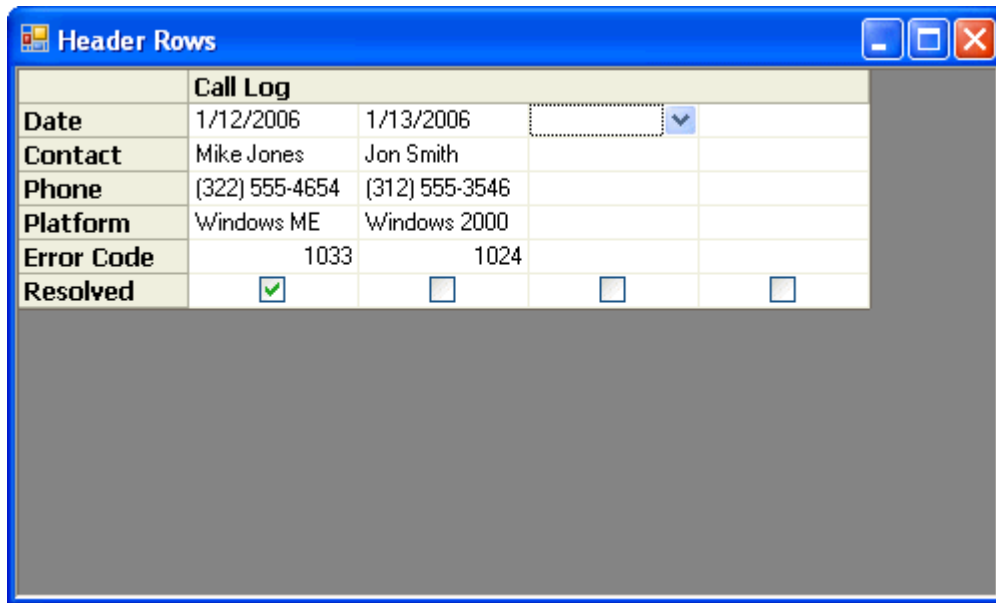 Header Rows
Call Log
Date 1/12/2006 1/13/2006
Contact Mike Jones Jon Smith
Phone (322) 555-4654 (312) 555-3546
Platform Windows ME Windows 2000
Error Code 1033 1024
Resolved